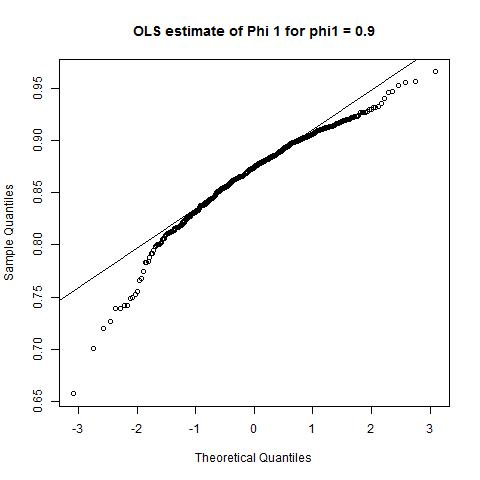 OLS estimate of Phi 1 for phi1 = 0.9
Sample Quantiles
0.95
0.90
0.85
0.80
0.75
0.70
0.65
-3 -2 -1 0 1 2 3
Theoretical Quantiles